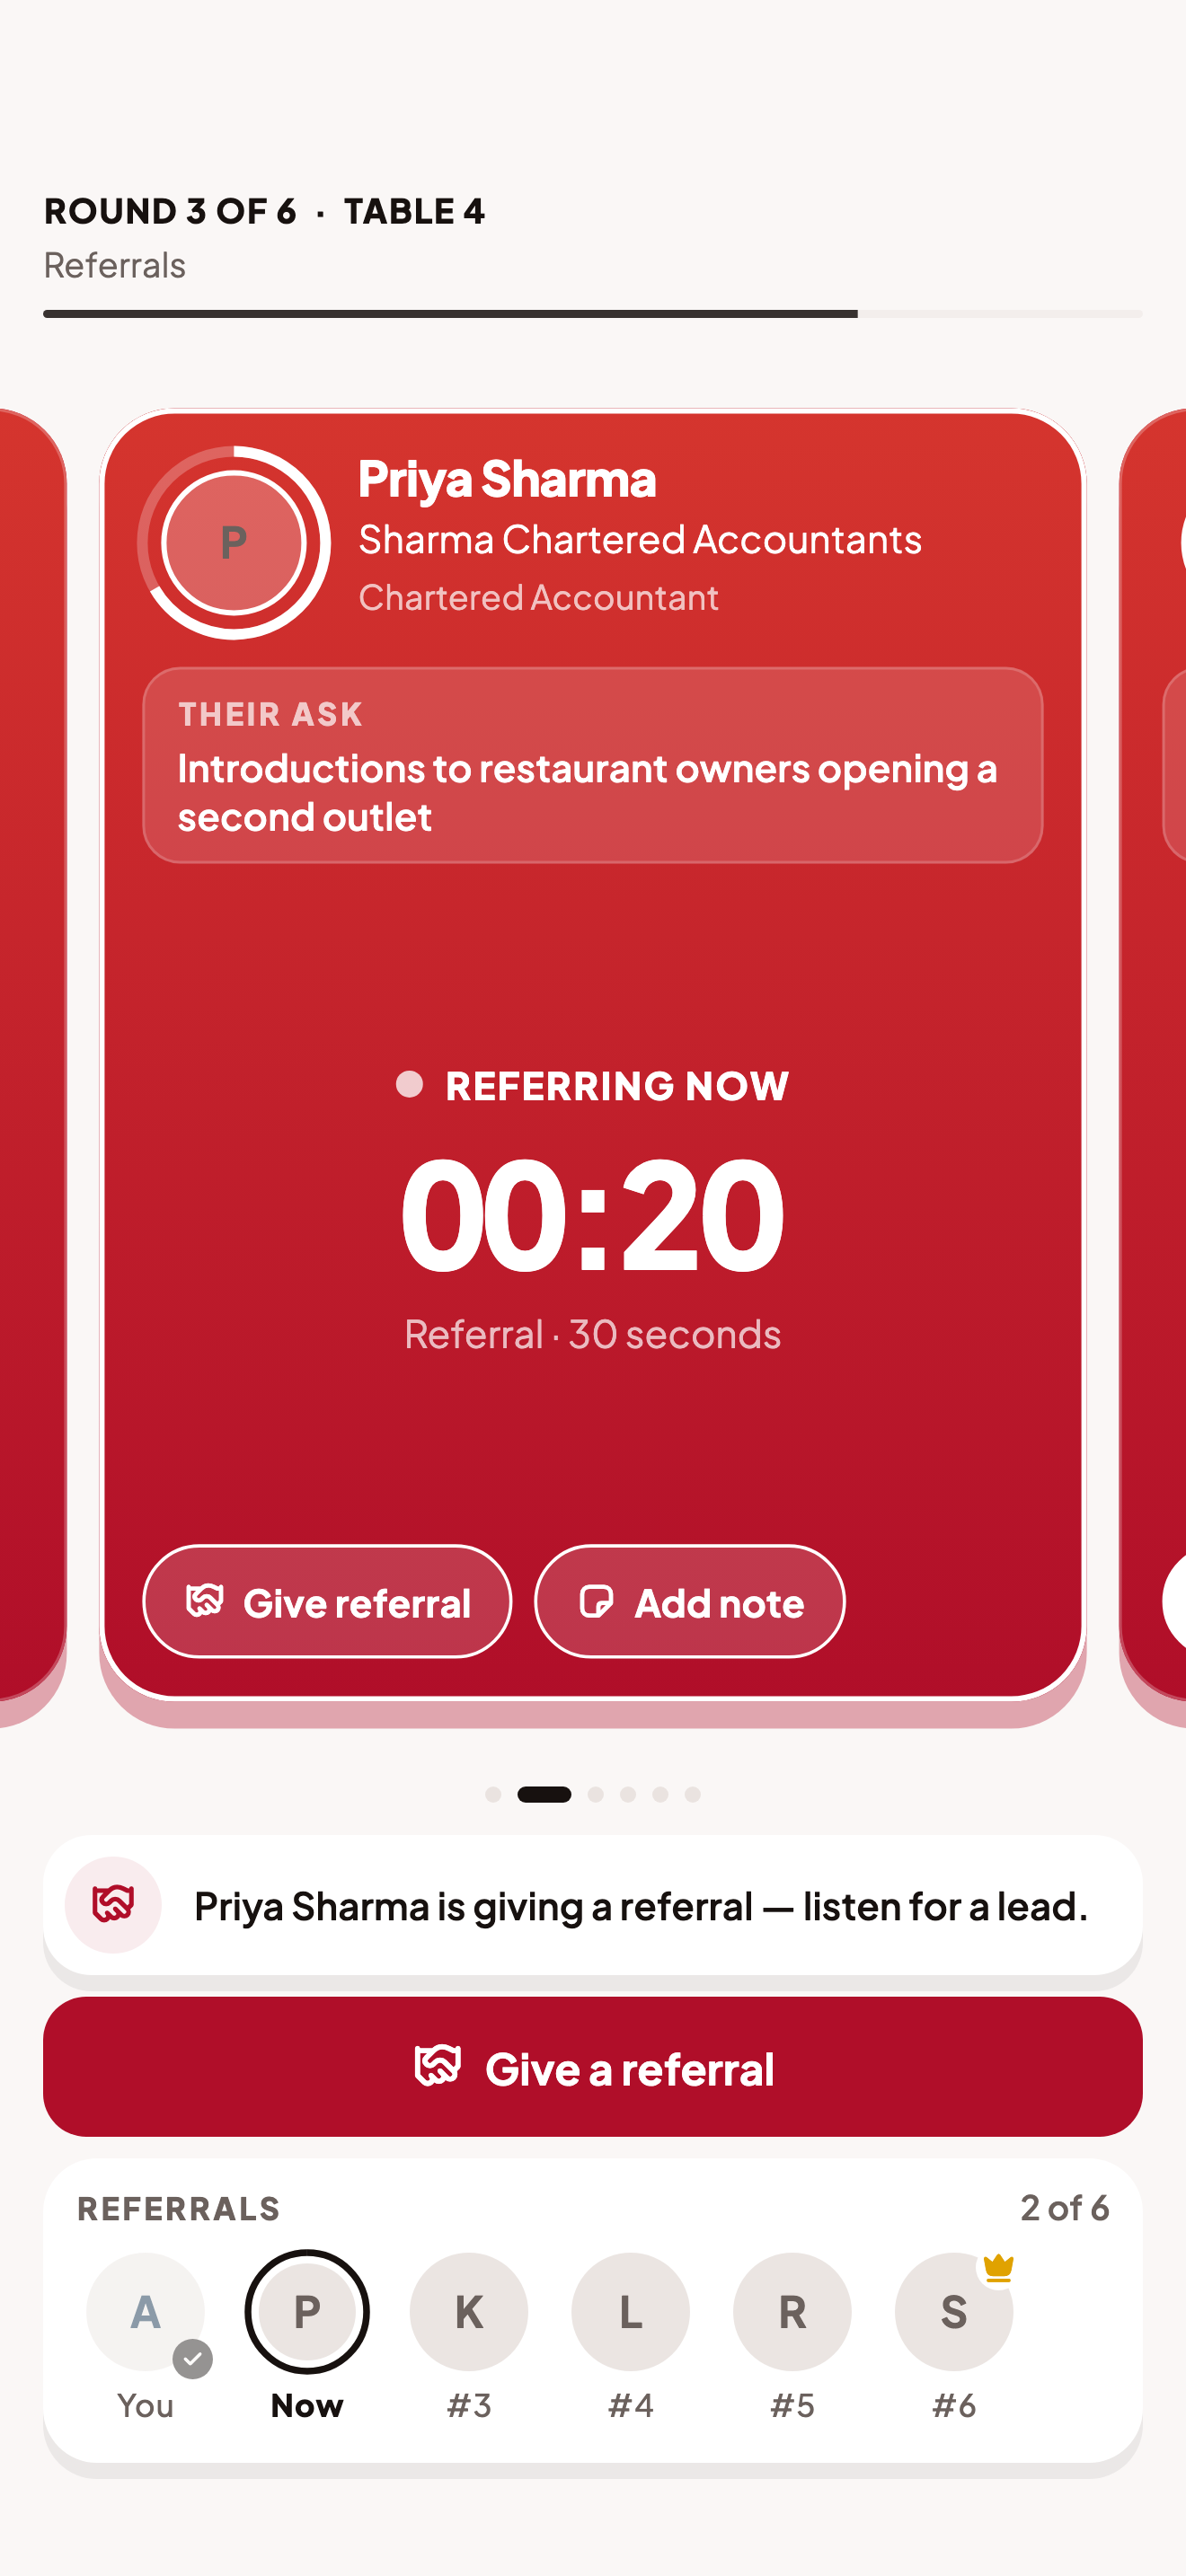 ROUND 3 OF 6 · TABLE 4
Referrals
P
Priya Sharma
Sharma Chartered Accountants
Chartered Accountant
THEIR ASK
Introductions to restaurant owners opening a
second outlet
REFERRING NOW
00:20
Referral · 30 seconds
Give referral
Add note
Priya Sharma is giving a referral — listen for a lead.
Give a referral
REFERRALS
2 of 6
A
P
K
L
R
S
You
Now
#3
#4
#5
#6